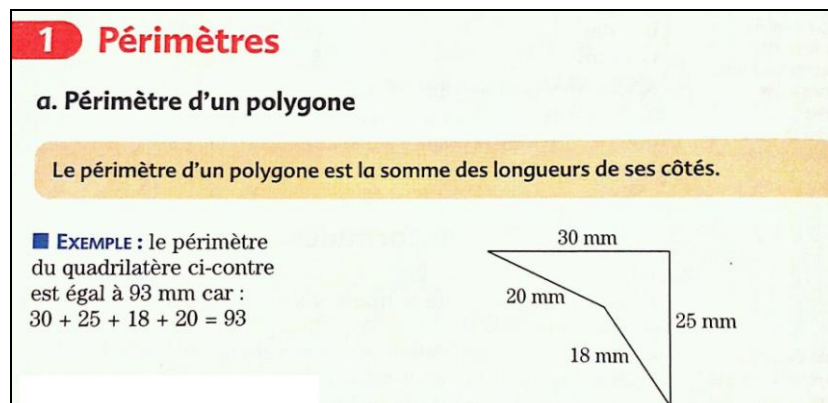 1 Périmètres
a. Périmètre d'un polygone
Le périmètre d'un polygone est la somme des longueurs de ses côtés.
EXEMPLE : le périmètre
du quadrilatère ci-contre
est égal à 93 mm car :
30 + 25 + 18 + 20 = 93
30 mm
20 mm
25 mm
18 mm